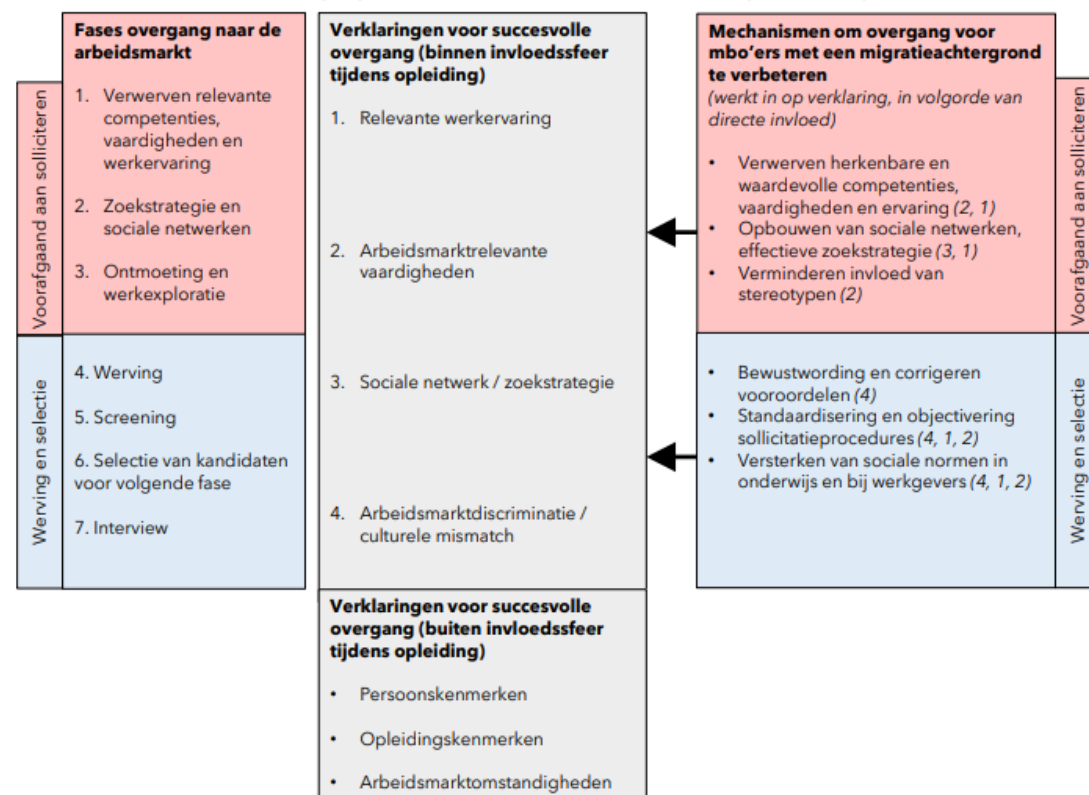 Voorafgaand aan solliciteren
Werving en selectie
Fases overgang naar de
arbeidsmarkt
1. Verwerven relevante
competenties,
vaardigheden en
werkervaring
2. Zoekstrategie en
sociale netwerken
3. Ontmoeting en
werkexploratie
4. Werving
5. Screening
6. Selectie van kandidaten
voor volgende fase
7. Interview
Verklaringen voor succesvolle
overgang (binnen invloedssfeer
tijdens opleiding)
1. Relevante werkervaring
2. Arbeidsmarktrelevante
vaardigheden
3. Sociale netwerk / zoekstrategie
4. Arbeidsmarktdiscriminatie /
culturele mismatch
Verklaringen voor succesvolle
overgang (buiten invloedssfeer
tijdens opleiding)
• Persoonskenmerken
• Opleidingskenmerken
• Arbeidsmarktomstandigheden
Mechanismen om overgang voor
mbo'ers met een migratieachtergrond
te verbeteren
(werkt in op verklaring, in volgorde van
directe invloed)
• Verwerven herkenbare en
waardevolle competenties,
vaardigheden en ervaring (2, 1)
• Opbouwen van sociale netwerken,
effectieve zoekstrategie (3, 1)
• Verminderen invloed van
stereotypen (2)
• Bewustwording en corrigeren
vooroordelen (4)
• Standaardisering en objectivering
sollicitatieprocedures (4, 1, 2)
• Versterken van sociale normen in
onderwijs en bij werkgevers (4, 1, 2)
Voorafgaand aan solliciteren
Werving en selectie